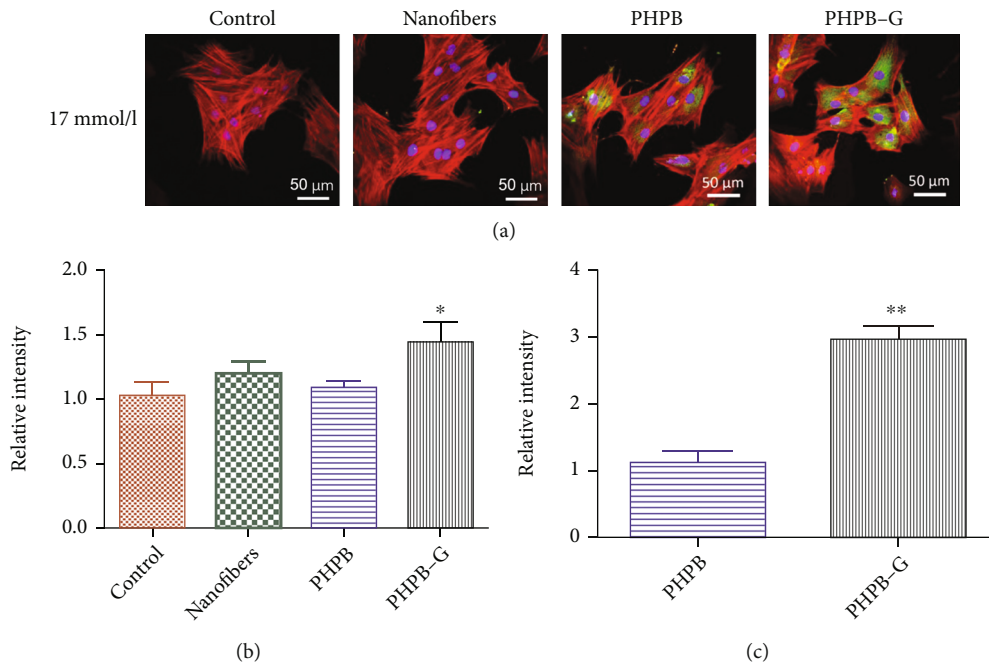 Control Nanofibers PHPB PHPB–G
17 mmol/l
50 μm 50 μm 50 μm 50 μm
(a)
2.0
1.5
1.0
0.5
0.0
Relative intensity
*
Control Nanofibers PHPB PHPB–G
(b)
4
3
2
1
0
Relative intensity
**
PHPB PHPB–G
(c)